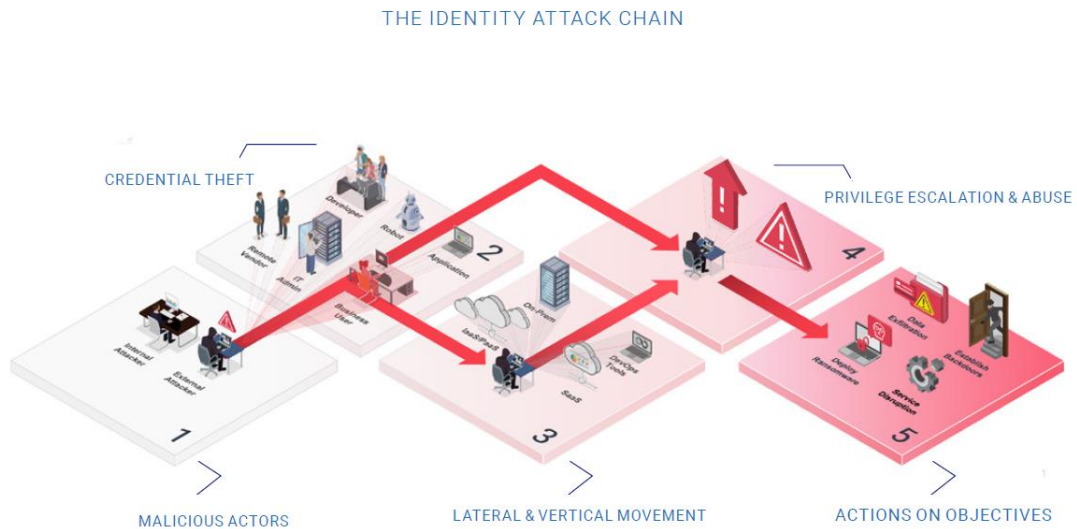 THE IDENTITY ATTACK CHAIN
CREDENTIAL THEFT
PRIVILEGE ESCALATION & ABUSE
Developer
Robot
Remote
Vendor
IT
Admin
Application
Business
User
2
4
Internal
Attacker
External
Attacker
1
On-Prem
IaaS/PaaS
DevOps
Tools
SaaS
3
Data
Exfiltration
Establish
Backdoors
Deploy
Ransomware
Service
Disruption
5
MALICIOUS ACTORS
LATERAL & VERTICAL MOVEMENT
ACTIONS ON OBJECTIVES